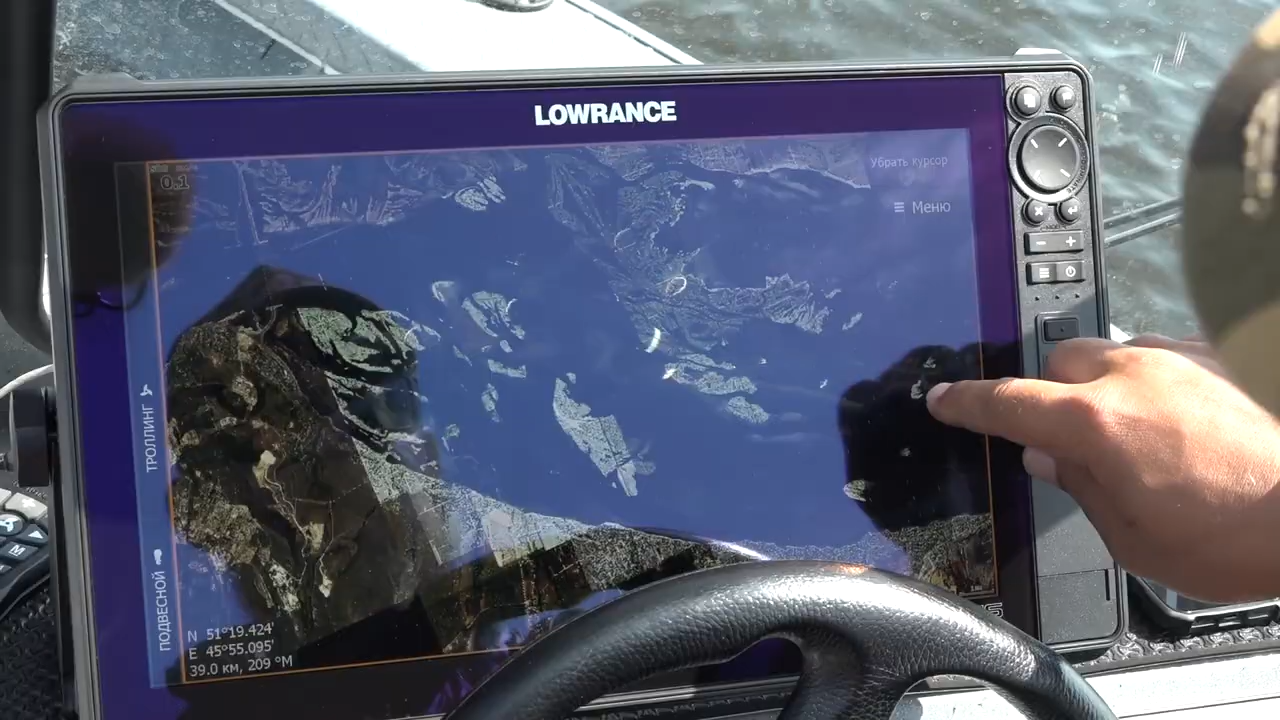 LOWRANCE
Убрать курсор
0.1
Меню
ТРОЛЛИНГ
ПОДВЕСНОЙ
N 51°19.424'
E 45°55.095'
39.0 км, 209 °M
M